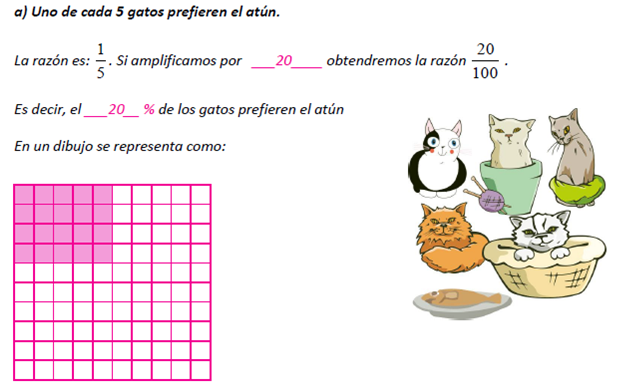 a) Uno de cada 5 gatos prefieren el atún.
La razón es: 1/5 . Si amplificamos por ___20____ obtendremos la razón 20/100 .
Es decir, el ___20__ % de los gatos prefieren el atún
En un dibujo se representa como: